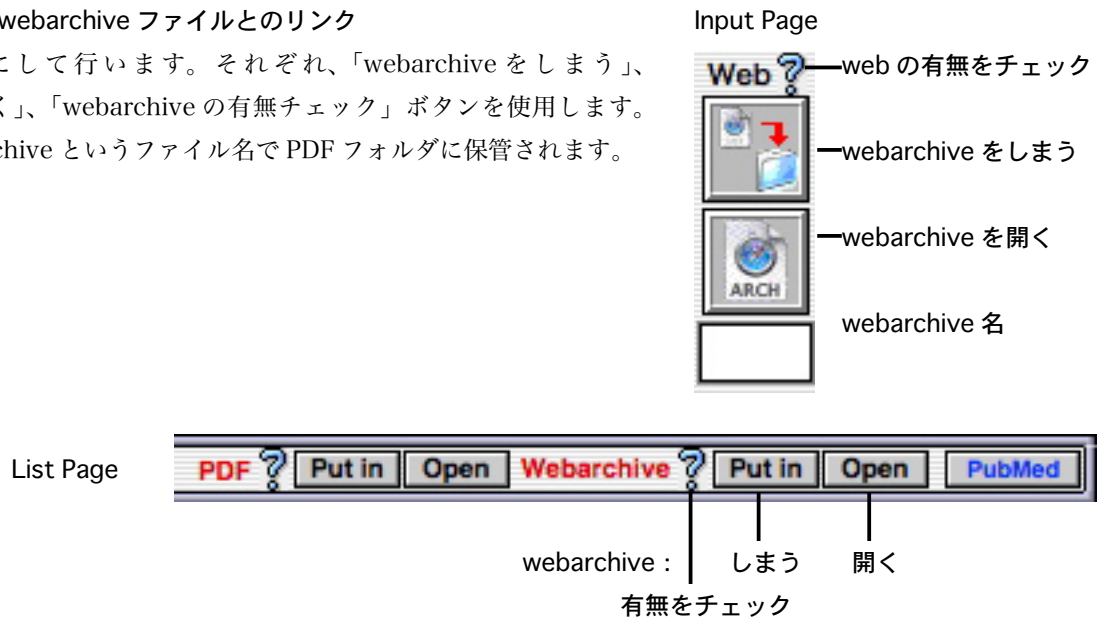 webarchive ファイルとのリンク
にして行います。それぞれ、「webarchive をしまう」、
く」、「webarchive の有無チェック」ボタンを使用します。
chive というファイル名で PDF フォルダに保管されます。
Input Page
Web ?
web の有無をチェック
webarchive をしまう
ARCH
webarchive を開く
webarchive 名
List Page
PDF ? Put in Open Webarchive ? Put in Open PubMed
webarchive : しまう 開く
有無をチェック